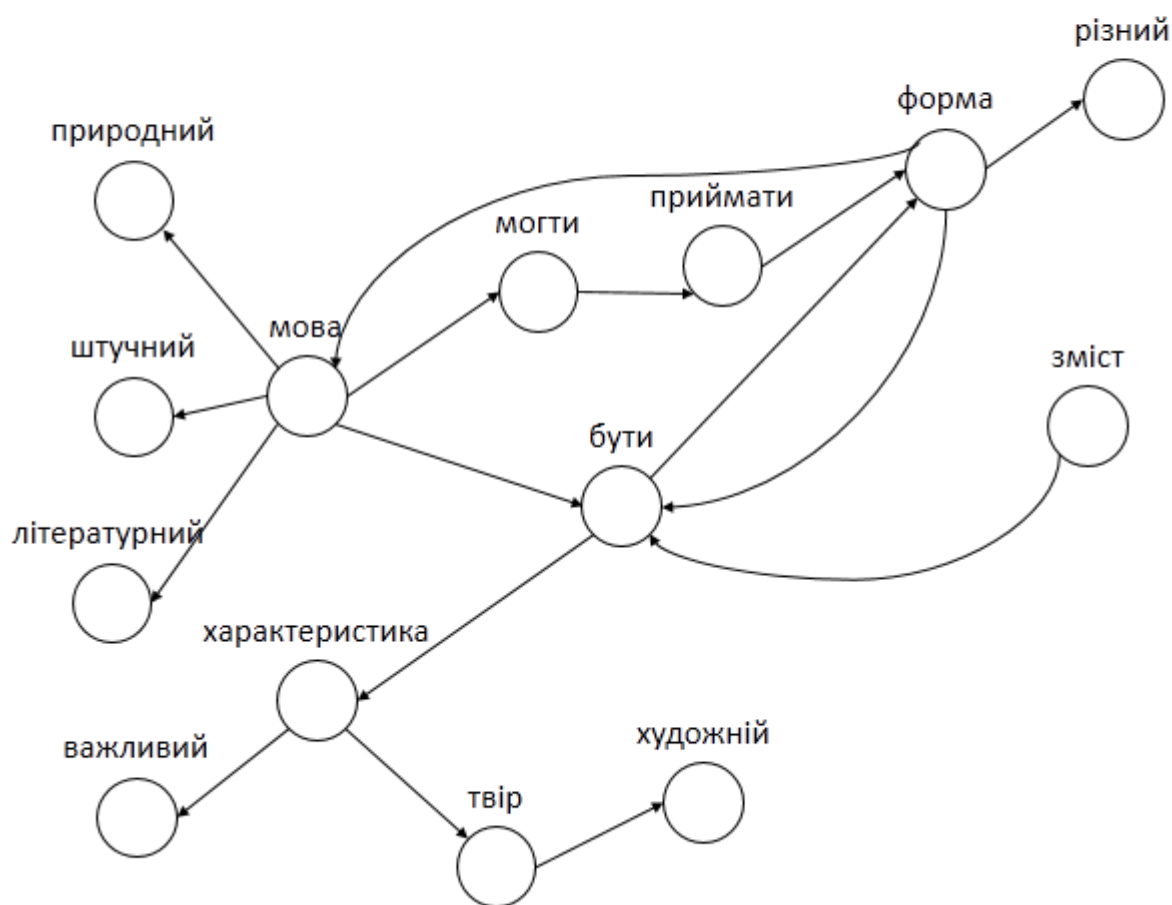 різний
форма
природний
приймати
могти
мова
штучний
зміст
бути
літературний
характеристика
художній
важливий
твір